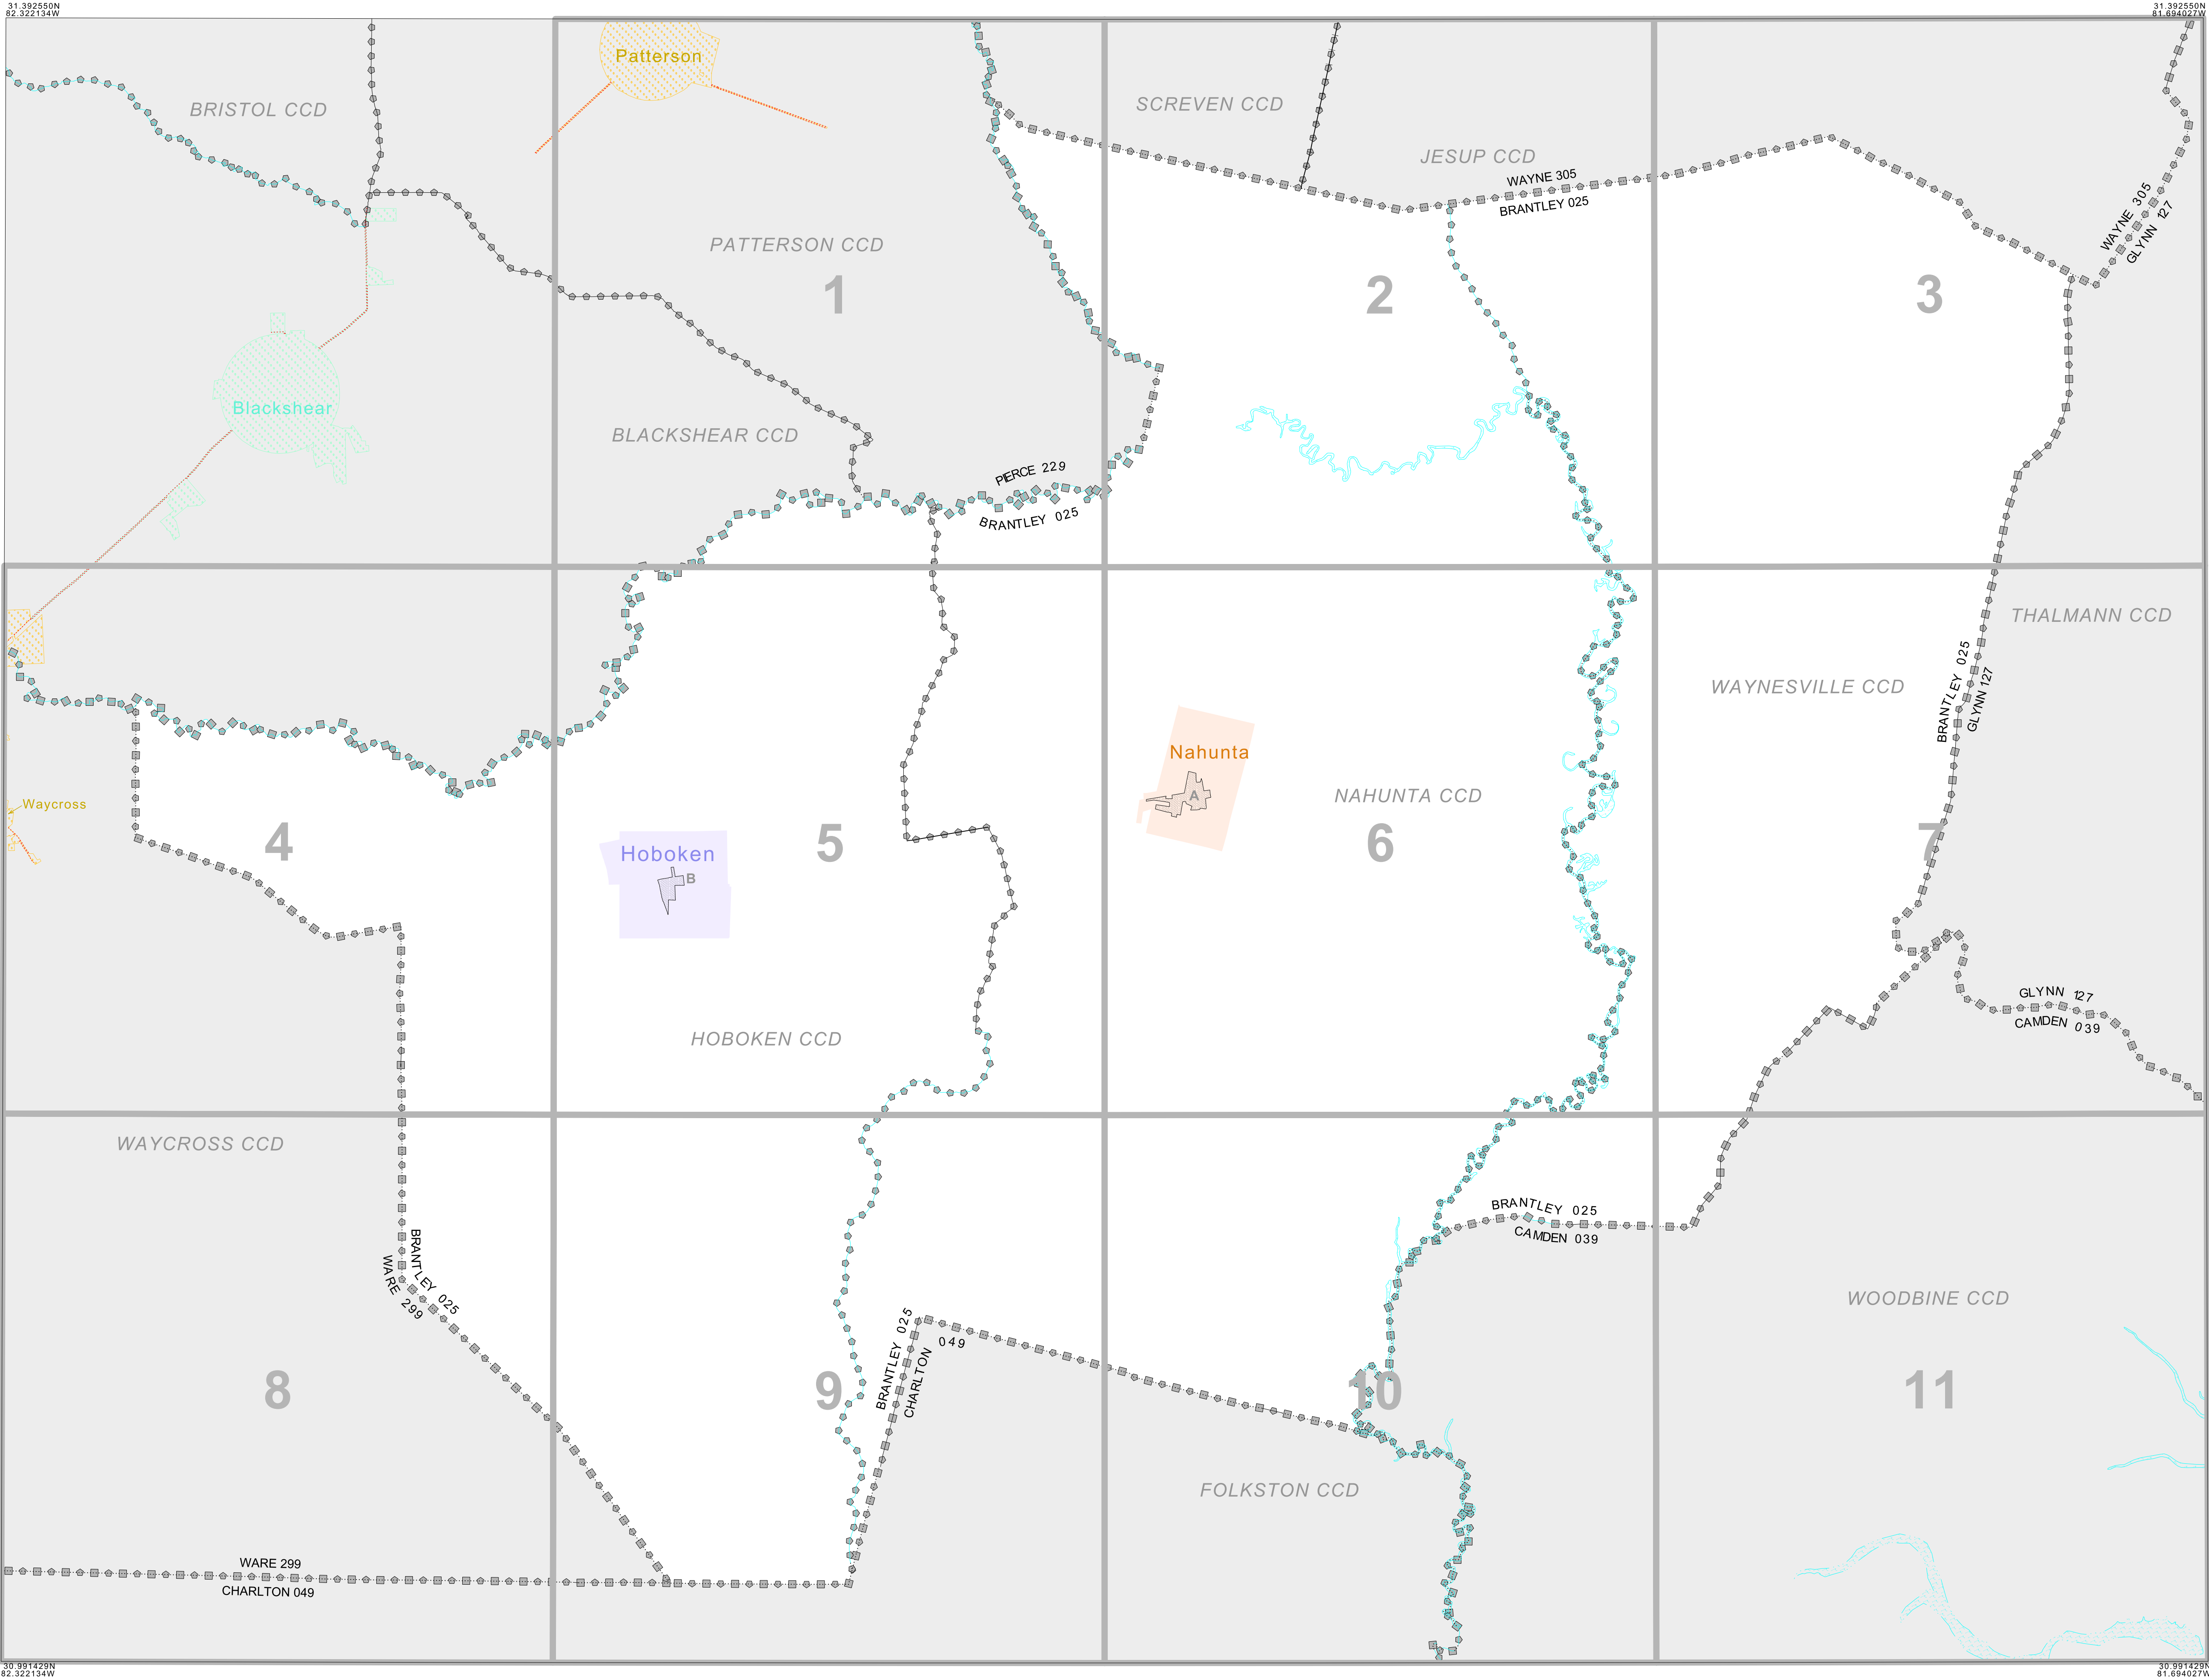 31.392550N
82.322134W
31.392550N
81.694027W
Patterson
BRISTOL CCD
SCREVEN CCD
JESUP CCD
WAYNE 305
BRANTLEY 025
WAYNE 305
GLYNN 127
PATTERSON CCD
1
2
3
Blackshear
BLACKSHEAR CCD
PIERCE 229
BRANTLEY 025
THALMANN CCD
BRANTLEY 025
GLYNN 127
WAYNESVILLE CCD
Nahunta
A
NAHUNTA CCD
Waycross
4
5
6
7
Hoboken
B
GLYNN 127
CAMDEN 039
HOBOKEN CCD
WAYCROSS CCD
BRANTLEY 025
WARE 299
BRANTLEY 025
CAMDEN 039
WOODBINE CCD
BRANTLEY 025
CHARLTON 049
8
9
10
11
FOLKSTON CCD
WARE 299
CHARLTON 049
30.991429N
82.322134W
30.991429N
81.694027W